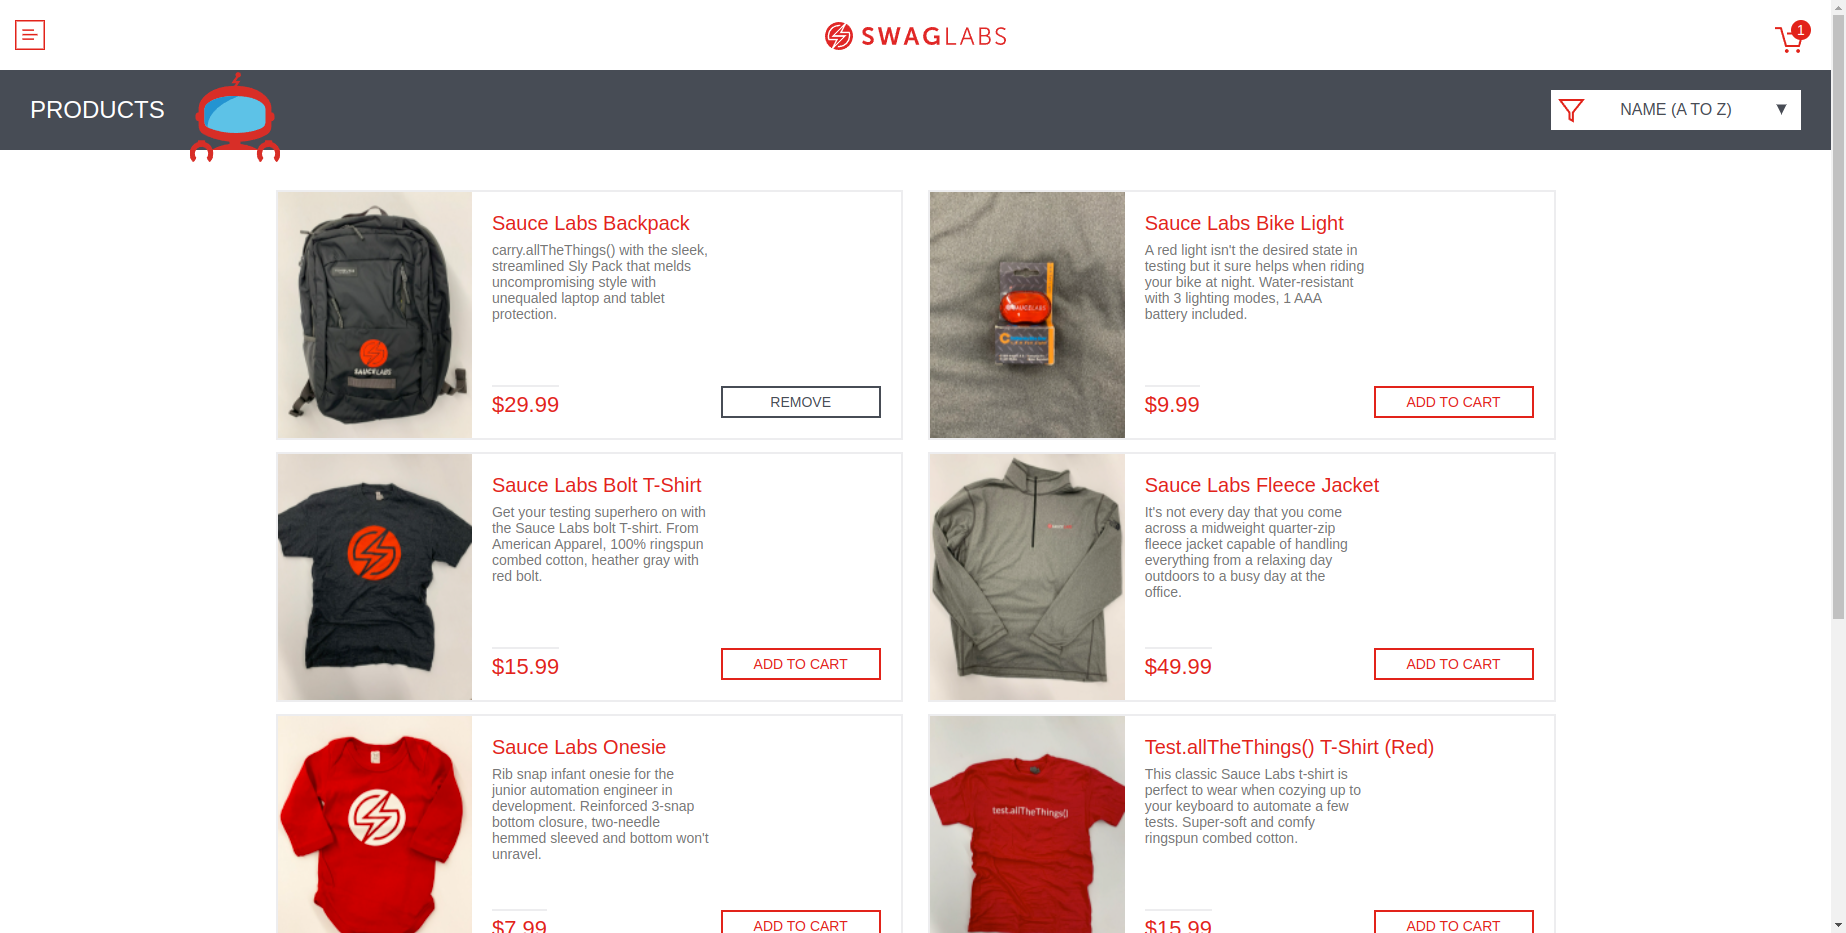 SWAGLABS
1
PRODUCTS
NAME (A TO Z)
Sauce Labs Backpack
carry.allTheThings() with the sleek,
streamlined Sly Pack that melds
uncompromising style with
unequaled laptop and tablet
protection.
SAUCELABS
$29.99
REMOVE
Sauce Labs Bike Light
A red light isn't the desired state in
testing but it sure helps when riding
your bike at night. Water-resistant
with 3 lighting modes, 1 AAA
battery included.
SAUCELABS
$9.99
ADD TO CART
Sauce Labs Bolt T-Shirt
Get your testing superhero on with
the Sauce Labs bolt T-shirt. From
American Apparel, 100% ringspun
combed cotton, heather gray with
red bolt.
$15.99
ADD TO CART
Sauce Labs Fleece Jacket
It's not every day that you come
across a midweight quarter-zip
fleece jacket capable of handling
everything from a relaxing day
outdoors to a busy day at the
office.
$49.99
ADD TO CART
Sauce Labs Onesie
Rib snap infant onesie for the
junior automation engineer in
development. Reinforced 3-snap
bottom closure, two-needle
hemmed sleeved and bottom won't
unravel.
$7.99
ADD TO CART
Test.allTheThings() T-Shirt (Red)
This classic Sauce Labs t-shirt is
perfect to wear when cozying up to
your keyboard to automate a few
tests. Super-soft and comfy
ringspun combed cotton.
test.allTheThings()
$15.99
ADD TO CART